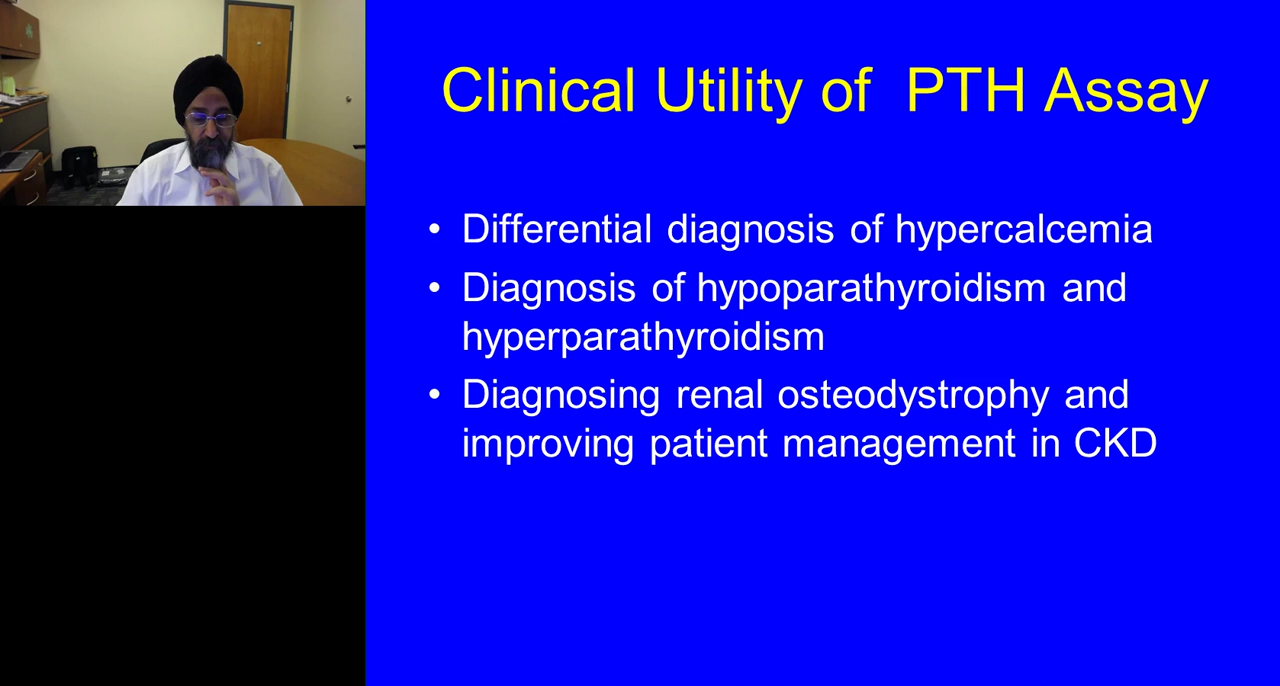 Clinical Utility of  PTH Assay
• Differential diagnosis of hypercalcemia
• Diagnosis of hypoparathyroidism and
hyperparathyroidism
• Diagnosing renal osteodystrophy and
improving patient management in CKD